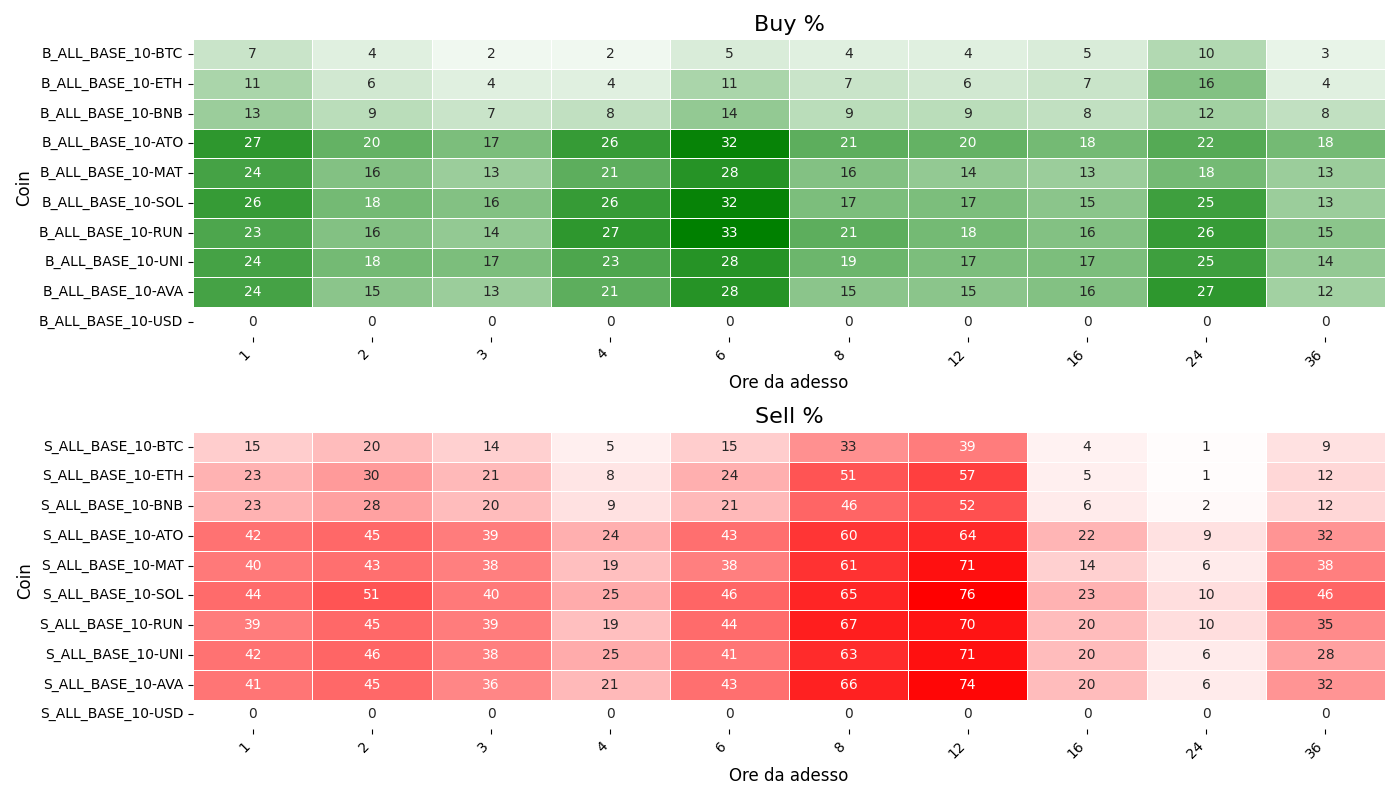 Buy %
Coin
B_ALL_BASE_10-BTC 7 4 2 2 5 4 4 5 10 3
B_ALL_BASE_10-ETH 11 6 4 4 11 7 6 7 16 4
B_ALL_BASE_10-BNB 13 9 7 8 14 9 9 8 12 8
B_ALL_BASE_10-ATO 27 20 17 26 32 21 20 18 22 18
B_ALL_BASE_10-MAT 24 16 13 21 28 16 14 13 18 13
B_ALL_BASE_10-SOL 26 18 16 26 32 17 17 15 25 13
B_ALL_BASE_10-RUN 23 16 14 27 33 21 18 16 26 15
B_ALL_BASE_10-UNI 24 18 17 23 28 19 17 17 25 14
B_ALL_BASE_10-AVA 24 15 13 21 28 15 15 16 27 12
B_ALL_BASE_10-USD 0 0 0 0 0 0 0 0 0 0
1 2 3 4 6 8 12 16 24 36
Ore da adesso
Sell %
Coin
S_ALL_BASE_10-BTC 15 20 14 5 15 33 39 4 1 9
S_ALL_BASE_10-ETH 23 30 21 8 24 51 57 5 1 12
S_ALL_BASE_10-BNB 23 28 20 9 21 46 52 6 2 12
S_ALL_BASE_10-ATO 42 45 39 24 43 60 64 22 9 32
S_ALL_BASE_10-MAT 40 43 38 19 38 61 71 14 6 38
S_ALL_BASE_10-SOL 44 51 40 25 46 65 76 23 10 46
S_ALL_BASE_10-RUN 39 45 39 19 44 67 70 20 10 35
S_ALL_BASE_10-UNI 42 46 38 25 41 63 71 20 6 28
S_ALL_BASE_10-AVA 41 45 36 21 43 66 74 20 6 32
S_ALL_BASE_10-USD 0 0 0 0 0 0 0 0 0 0
1 2 3 4 6 8 12 16 24 36
Ore da adesso